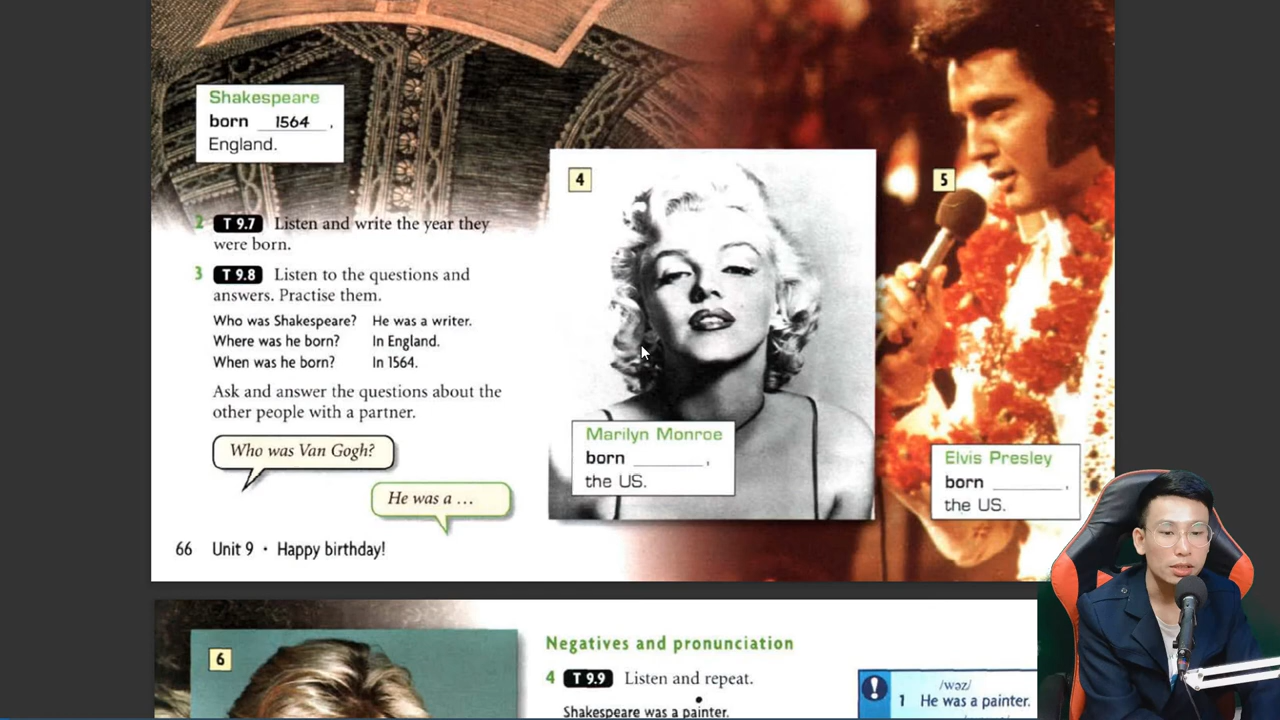 Shakespeare
born 1564 ,
England.
2 T 9.7 Listen and write the year they
were born.
3 T 9.8 Listen to the questions and
answers. Practise them.
Who was Shakespeare? He was a writer.
Where was he born? In England.
When was he born? In 1564.
Ask and answer the questions about the
other people with a partner.
Who was Van Gogh?
He was a …
4
Marilyn Monroe
born ________ ,
the US.
5
Elvis Presley
born ________ ,
the US.
66 Unit 9 • Happy birthday!
6
Negatives and pronunciation
4 T 9.9 Listen and repeat.
Shakespeare was a painter.
! /wəz/
1 He was a painter.